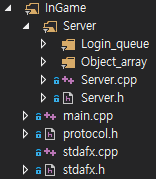 InGame
Server
Login_queue
Object_array
Server.cpp
Server.h
main.cpp
protocol.h
stdafx.cpp
stdafx.h